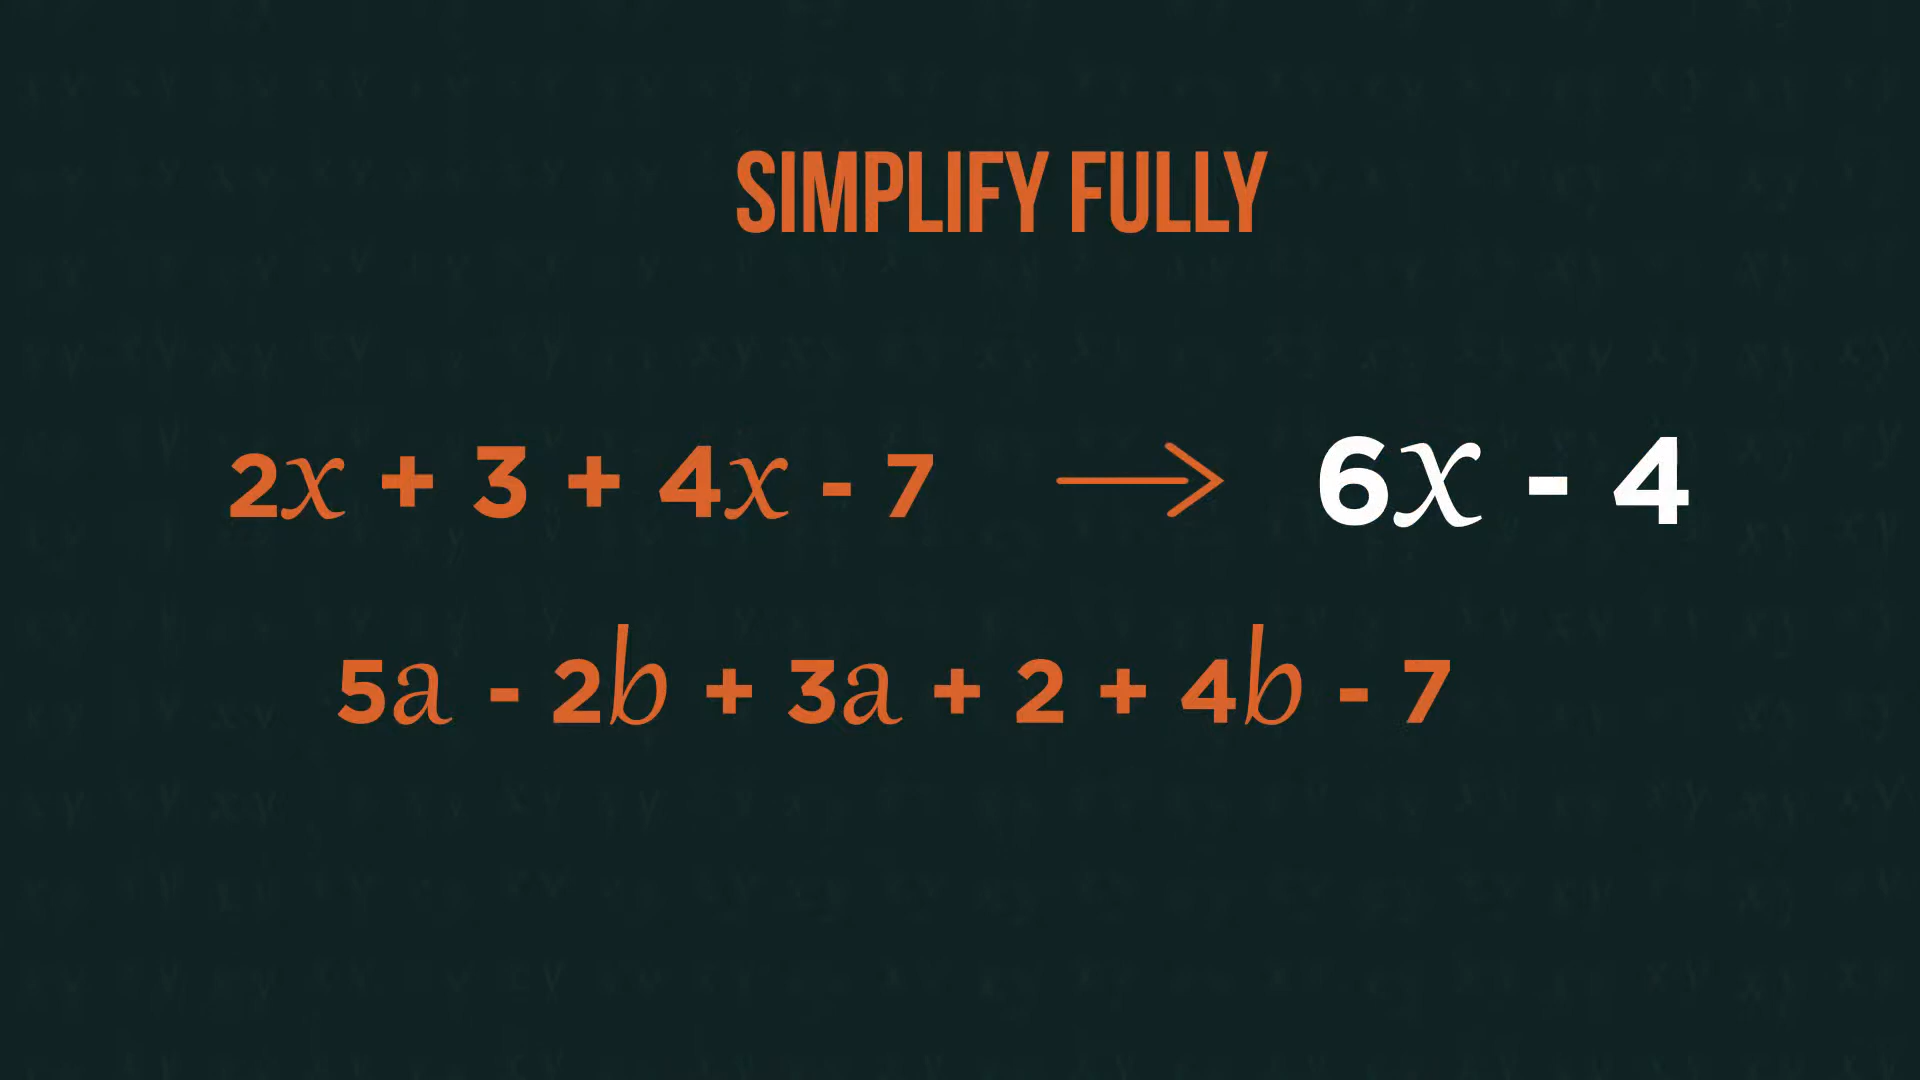 SIMPLIFY FULLY
2x + 3 + 4x - 7 → 6x - 4
5a - 2b + 3a + 2 + 4b - 7